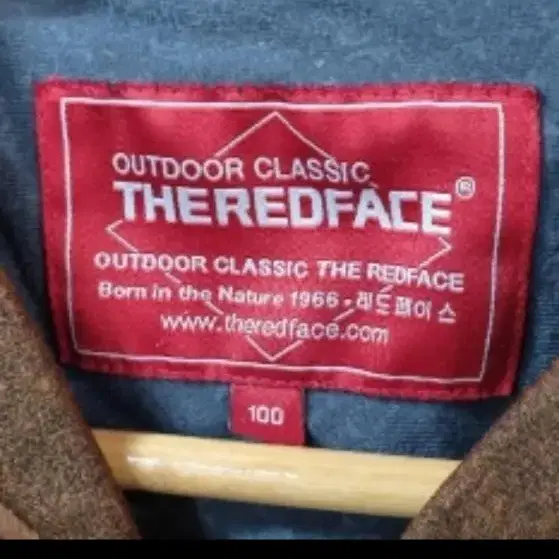 OUTDOOR CLASSIC
THEREDFACE®
OUTDOOR CLASSIC THE REDFACE
Born in the Nature 1966 - 레드페이스
www.theredface.com
100